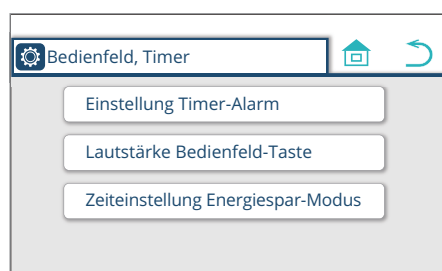 Bedienfeld, Timer
Einstellung Timer-Alarm
Lautstärke Bedienfeld-Taste
Zeiteinstellung Energiespar-Modus